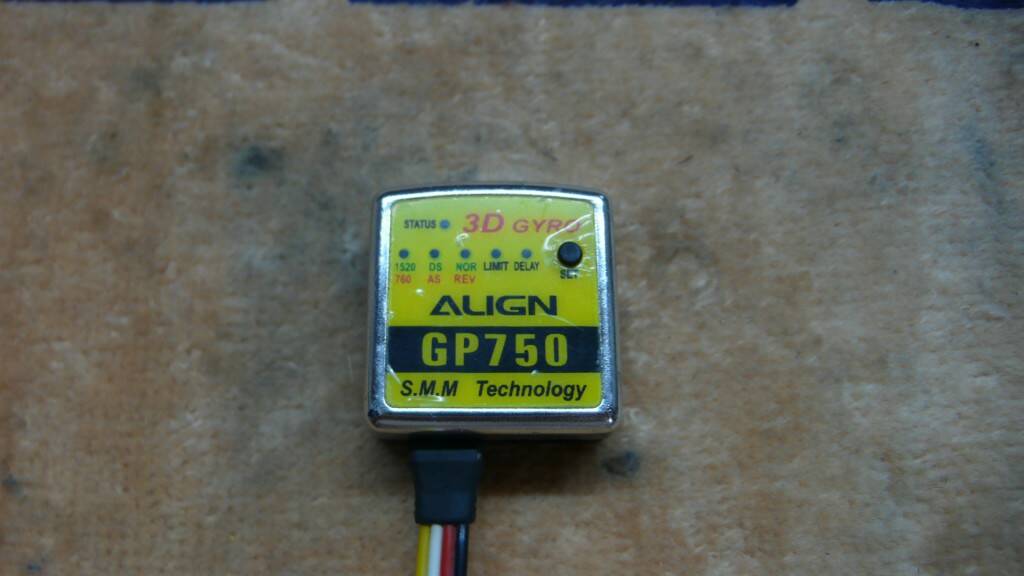 STATUS 3D GYRO
1520 DS NOR LIMIT DELAY
760 AS REV SET
ALIGN
GP750
S.M.M Technology